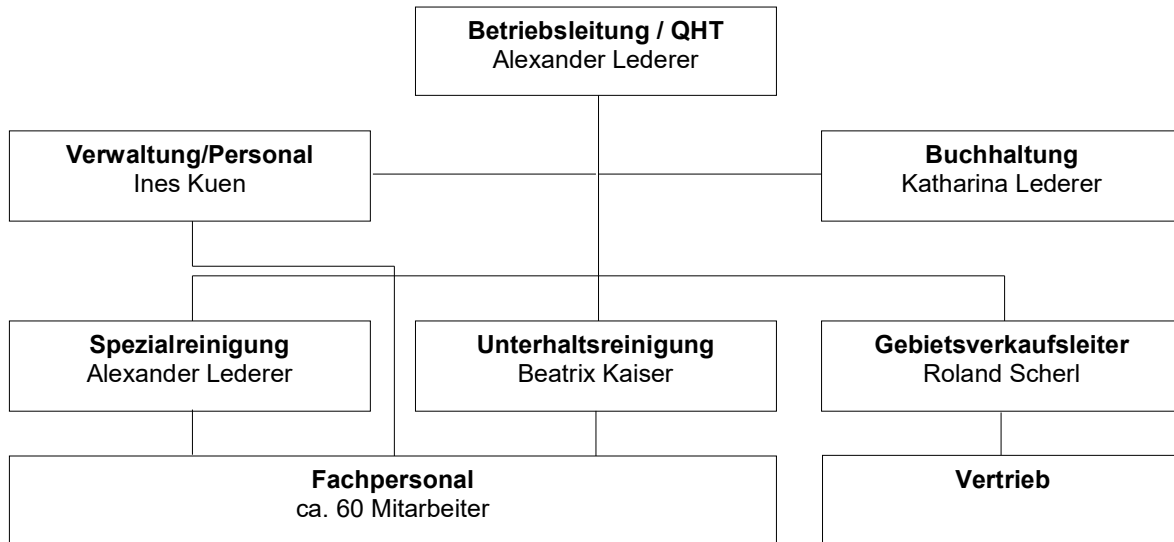 Betriebsleitung / QHT
Alexander Lederer
Verwaltung/Personal
Ines Kuen
Buchhaltung
Katharina Lederer
Spezialreinigung
Alexander Lederer
Unterhaltsreinigung
Beatrix Kaiser
Gebietsverkaufsleiter
Roland Scherl
Fachpersonal
ca. 60 Mitarbeiter
Vertrieb